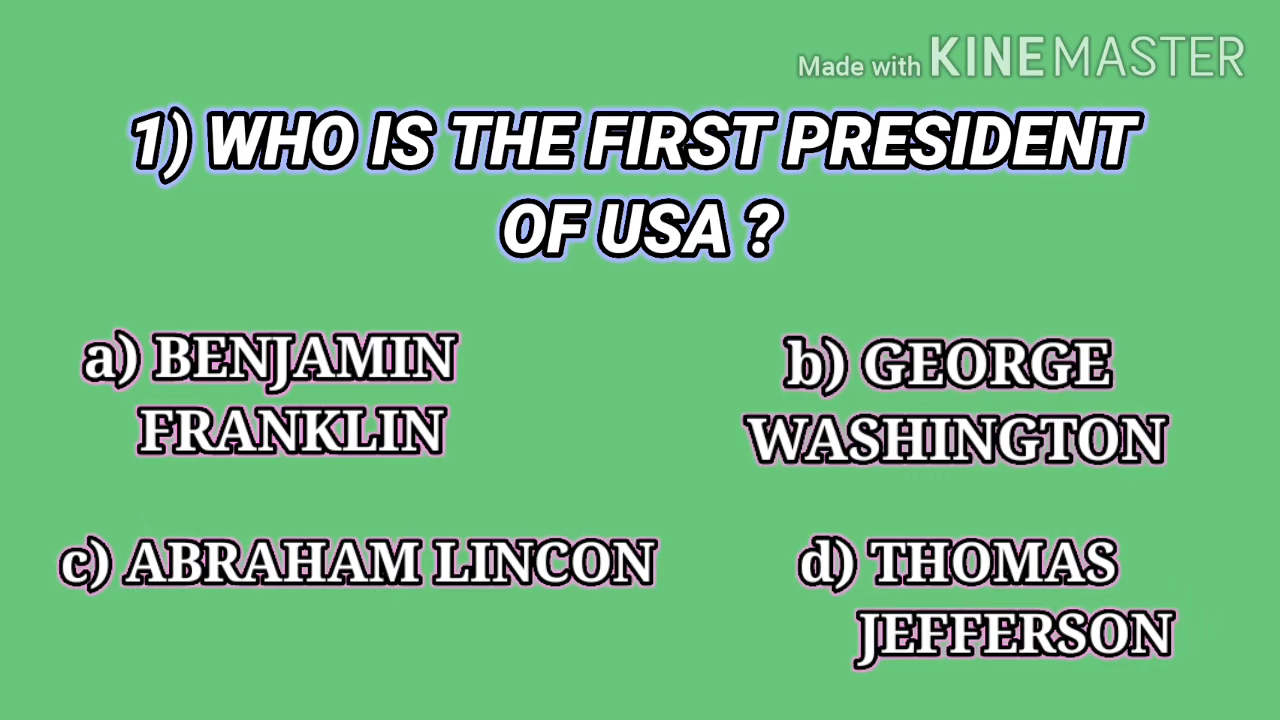 Made with KINEMASTER
1) WHO IS THE FIRST PRESIDENT
OF USA ?
a) BENJAMIN
FRANKLIN
b) GEORGE
WASHINGTON
c) ABRAHAM LINCON
d) THOMAS
JEFFERSON